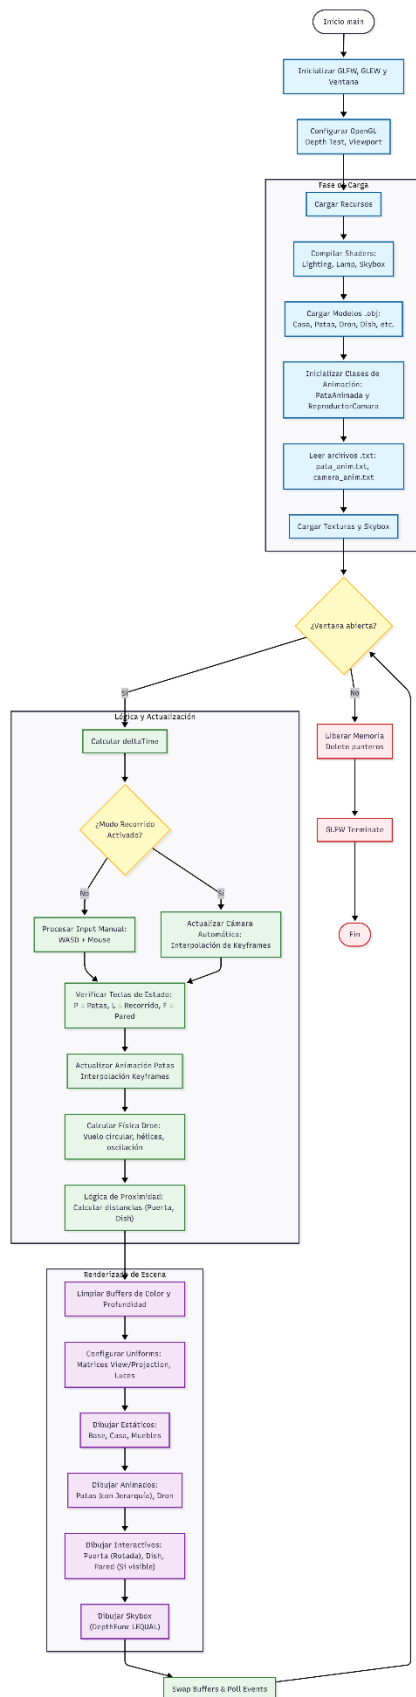 Inicio main
Inicializar GLFW, GLEW y
Ventana
Configurar OpenGL
Depth Test, Viewport
Fase de Carga
Cargar Recursos
Compilar Shaders:
Lighting, Lamp, Skybox
Cargar Modelos .obj:
Casa, Patas, Dron, Dish, etc.
Inicializar Clases de
Animación:
PataAnimada y
ReproductorCamara
Leer archivos .txt:
pata_anim.txt,
camera_anim.txt
Cargar Texturas y Skybox
¿Ventana abierta?
Sí
No
Lógica y Actualización
Calcular deltaTime
¿Modo Recorrido
Activado?
No
Sí
Procesar Input Manual:
WASD + Mouse
Actualizar Cámara
Automática:
Interpolación de Keyframes
Verificar Teclas de Estado:
P = Patas, L = Recorrido, F =
Pared
Actualizar Animación Patas
Interpolación Keyframes
Calcular Física Dron:
Vuelo circular, hélices,
oscilación
Lógica de Proximidad:
Calcular distancias (Puerta,
Dish)
Liberar Memoria
Delete punteros
GLFW Terminate
Fin
Renderizado de Escena
Limpiar Buffers de Color y
Profundidad
Configurar Uniforms:
Matrices View/Projection,
Luces
Dibujar Estáticos:
Base, Casa, Muebles
Dibujar Animados:
Patas (con Jerarquía), Dron
Dibujar Interactivos:
Puerta (Rotada), Dish,
Pared (Si visible)
Dibujar Skybox
(DepthFunc LEQUAL)
Swap Buffers & Poll Events